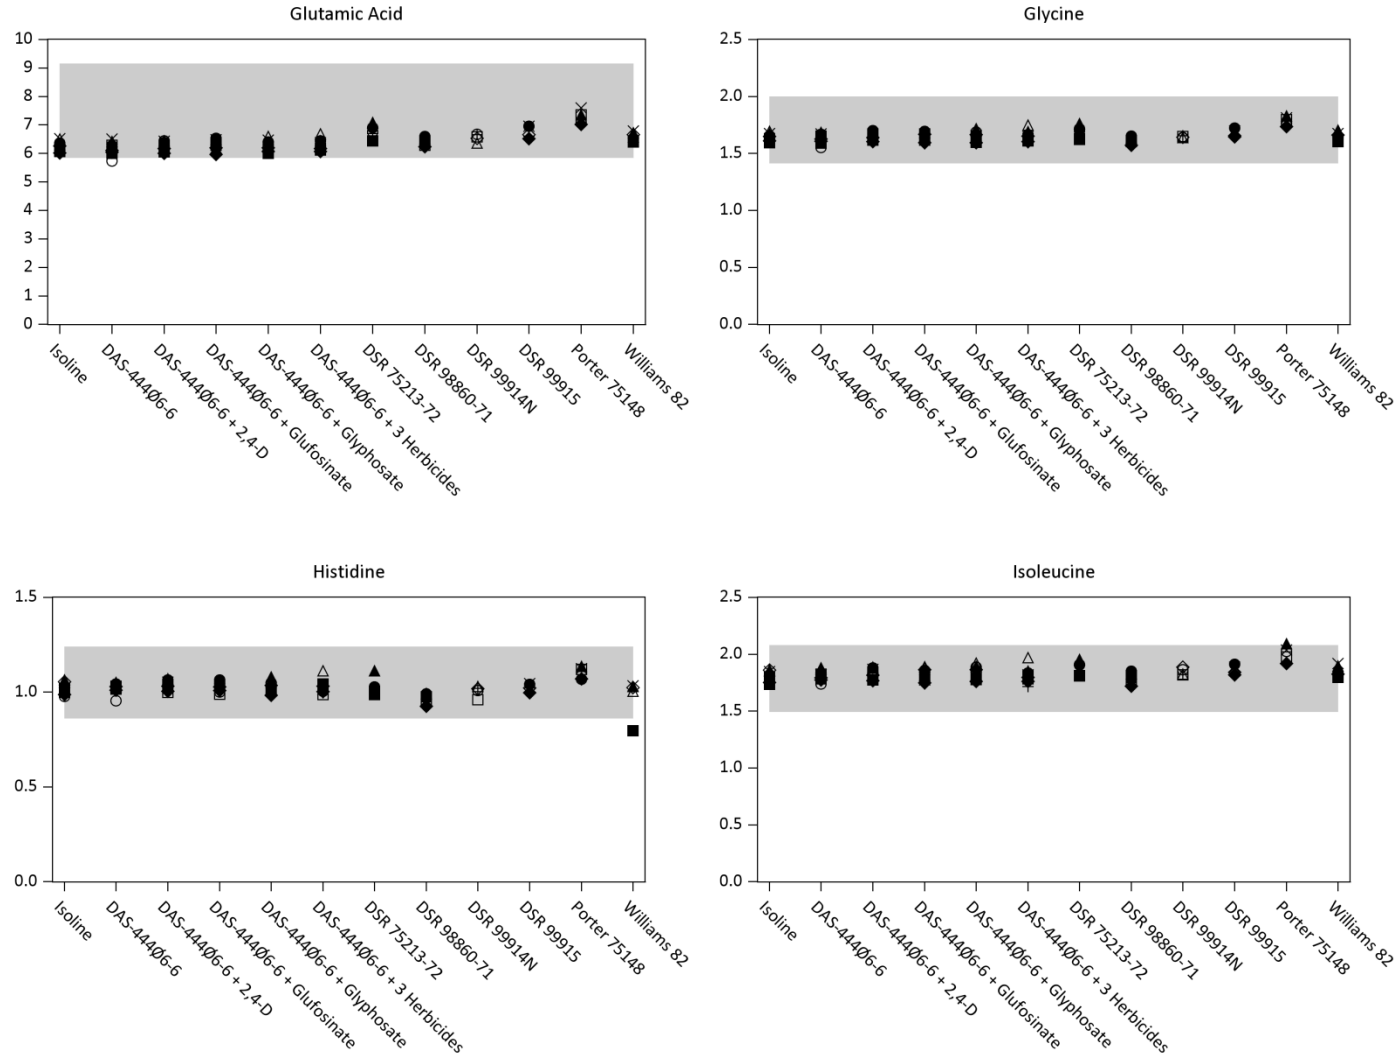 Glutamic Acid
10
9
8
7
6
5
4
3
2
1
0
Isoline
DAS-444Ø6-6
DAS-444Ø6-6 + 2,4-D
DAS-444Ø6-6 + Glufosinate
DAS-444Ø6-6 + Glyphosate
DAS-444Ø6-6 + 3 Herbicides
DSR 75213-72
DSR 98860-71
DSR 99914N
DSR 99915
Porter 75148
Williams 82
Glycine
2.5
2.0
1.5
1.0
0.5
0.0
Isoline
DAS-444Ø6-6
DAS-444Ø6-6 + 2,4-D
DAS-444Ø6-6 + Glufosinate
DAS-444Ø6-6 + Glyphosate
DAS-444Ø6-6 + 3 Herbicides
DSR 75213-72
DSR 98860-71
DSR 99914N
DSR 99915
Porter 75148
Williams 82
Histidine
1.5
1.0
0.5
0.0
Isoline
DAS-444Ø6-6
DAS-444Ø6-6 + 2,4-D
DAS-444Ø6-6 + Glufosinate
DAS-444Ø6-6 + Glyphosate
DAS-444Ø6-6 + 3 Herbicides
DSR 75213-72
DSR 98860-71
DSR 99914N
DSR 99915
Porter 75148
Williams 82
Isoleucine
2.5
2.0
1.5
1.0
0.5
0.0
Isoline
DAS-444Ø6-6
DAS-444Ø6-6 + 2,4-D
DAS-444Ø6-6 + Glufosinate
DAS-444Ø6-6 + Glyphosate
DAS-444Ø6-6 + 3 Herbicides
DSR 75213-72
DSR 98860-71
DSR 99914N
DSR 99915
Porter 75148
Williams 82